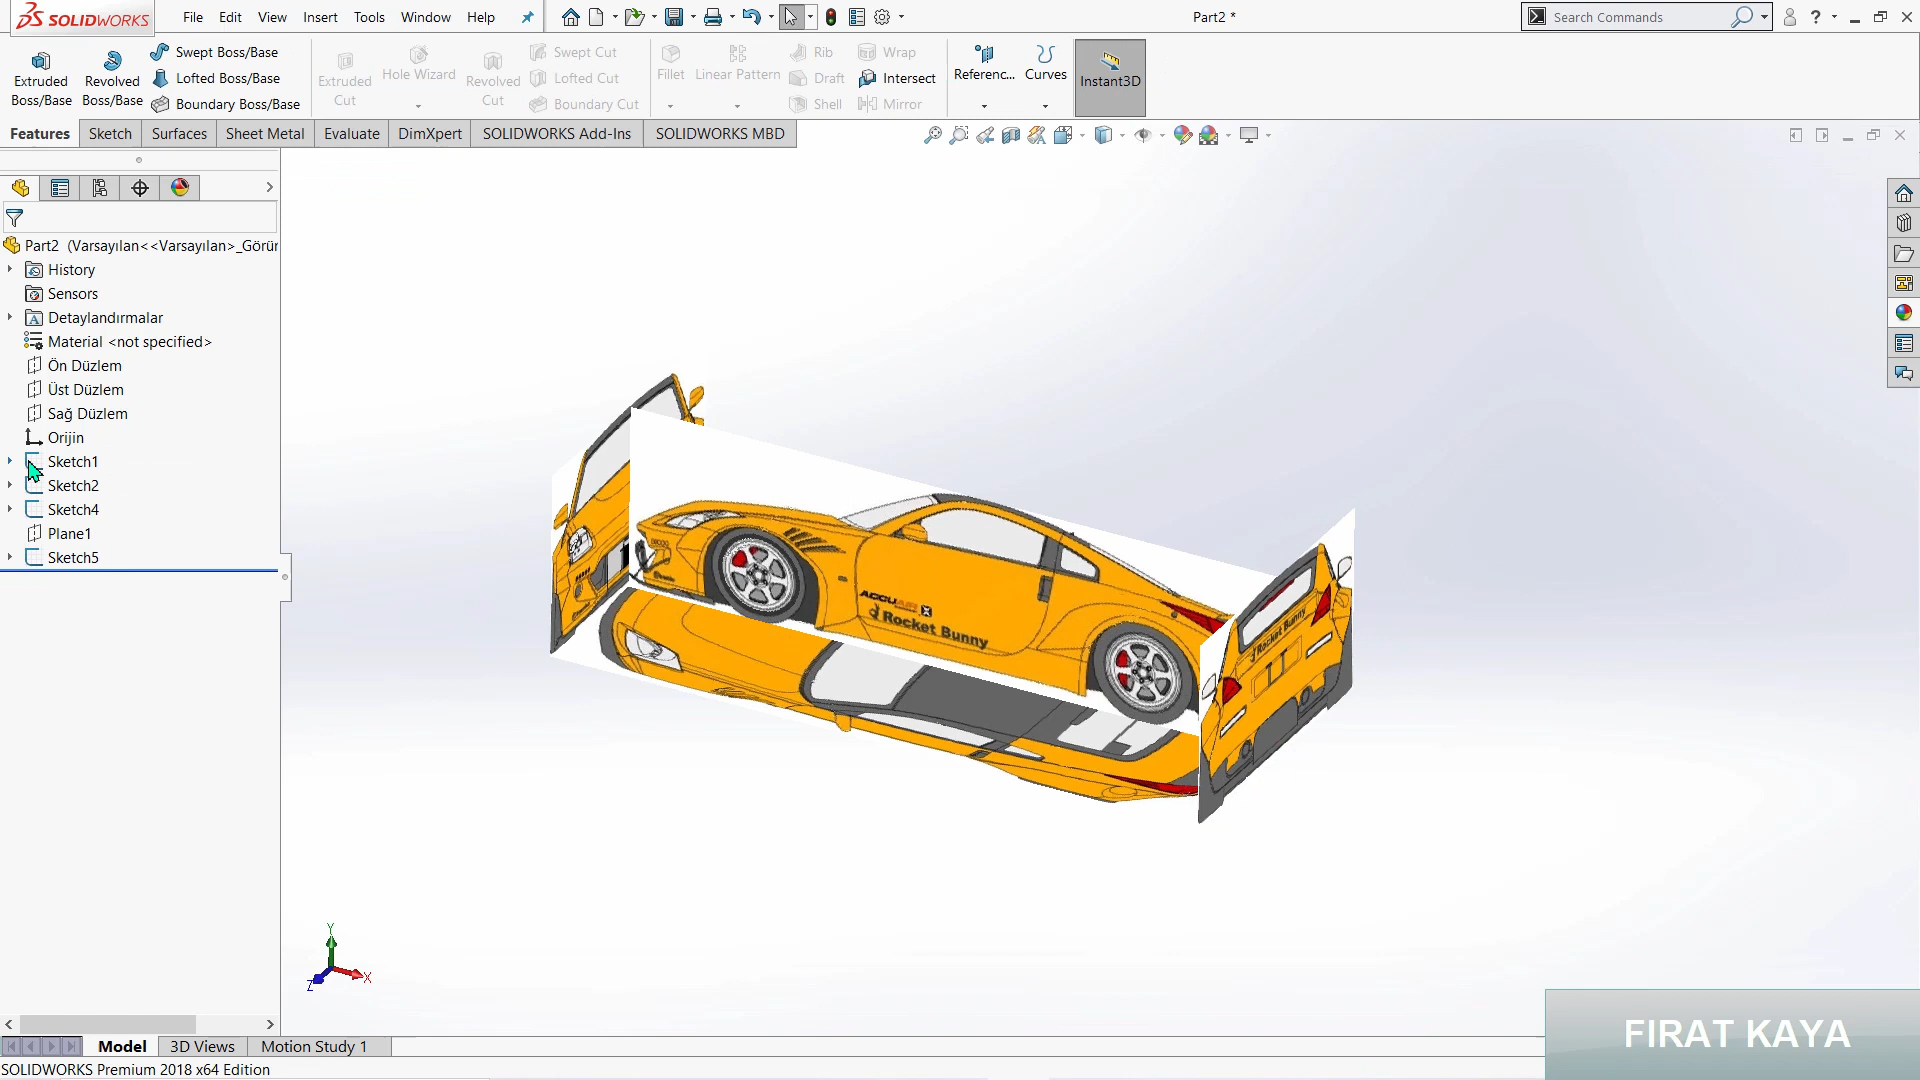 SOLIDWORKS
File Edit View Insert Tools Window Help
Part2 *
Search Commands
Extruded Boss/Base
Revolved Boss/Base
Swept Boss/Base
Lofted Boss/Base
Boundary Boss/Base
Extruded Cut
Hole Wizard
Revolved Cut
Swept Cut
Lofted Cut
Boundary Cut
Fillet
Linear Pattern
Rib
Draft
Shell
Wrap
Intersect
Mirror
Referenc...
Curves
Instant3D
Features Sketch Surfaces Sheet Metal Evaluate DimXpert SOLIDWORKS Add-Ins SOLIDWORKS MBD
Part2 (Varsayılan<<Varsayılan>_Görür
History
Sensors
Detaylandırmalar
Material <not specified>
Ön Düzlem
Üst Düzlem
Sağ Düzlem
Orijin
Sketch1
Sketch2
Sketch4
Plane1
Sketch5
ACCUAIR
Rocket Bunny
Rocket Bunny
Y
X
Z
Model 3D Views Motion Study 1
SOLIDWORKS Premium 2018 x64 Edition
FIRAT KAYA